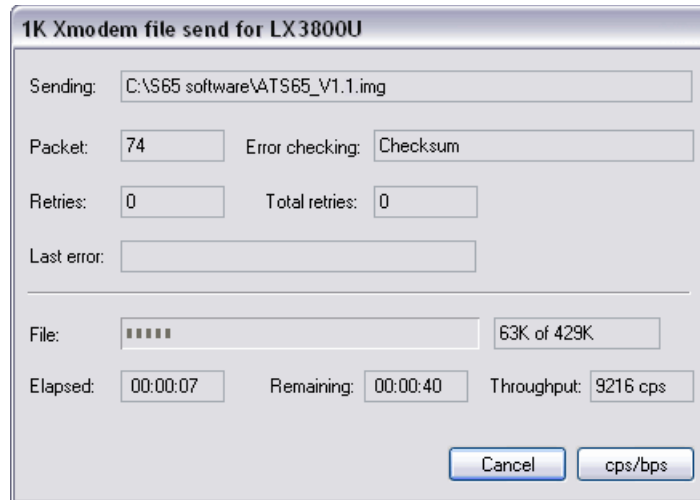 1K Xmodem file send for LX3800U
Sending: C:\S65 software\ATS65_V1.1.img
Packet: 74 Error checking: Checksum
Retries: 0 Total retries: 0
Last error:
File: 63K of 429K
Elapsed: 00:00:07 Remaining: 00:00:40 Throughput: 9216 cps
Cancel cps/bps